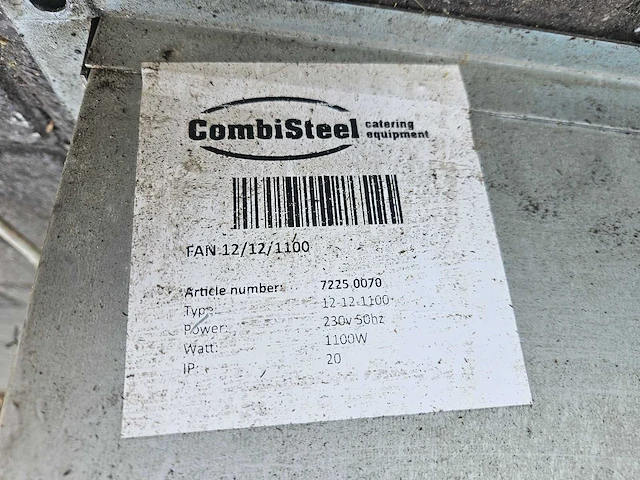 CombiSteel catering equipment
FAN 12/12/1100
Article number: 7225.0070
Type: 12-12-1100
Power: 230v 50hz
Watt: 1100W
IP: 20